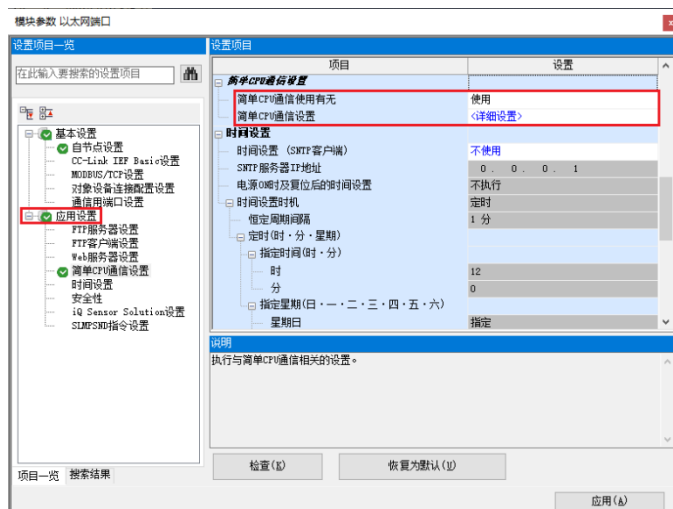 模块参数 以太网端口
设置项目一览
在此输入要搜索的设置项目
基本设置
自节点设置
CC-Link IEF Basic设置
MODBUS/TCP设置
对象设备连接配置设置
通信用端口设置
应用设置
FTP服务器设置
FTP客户端设置
Web服务器设置
简单CPU通信设置
时间设置
安全性
iQ Sensor Solution设置
SLMPSND指令设置
项目一览 搜索结果
设置项目
项目 设置
简单CPU通信设置
简单CPU通信使用有无 使用
简单CPU通信设置 <详细设置>
时间设置
时间设置 (SNTP客户端) 不使用
SNTP服务器IP地址 0 . 0 . 0 . 1
电源ON时及复位后的时间设置 不执行
时间设置时机 定时
恒定周期间隔 1 分
定时(时·分·星期)
指定时间(时·分)
时 12
分 0
指定星期(日·一·二·三·四·五·六)
星期日 指定
说明
执行与简单CPU通信相关的设置。
检查(K) 恢复为默认(U)
应用(A)